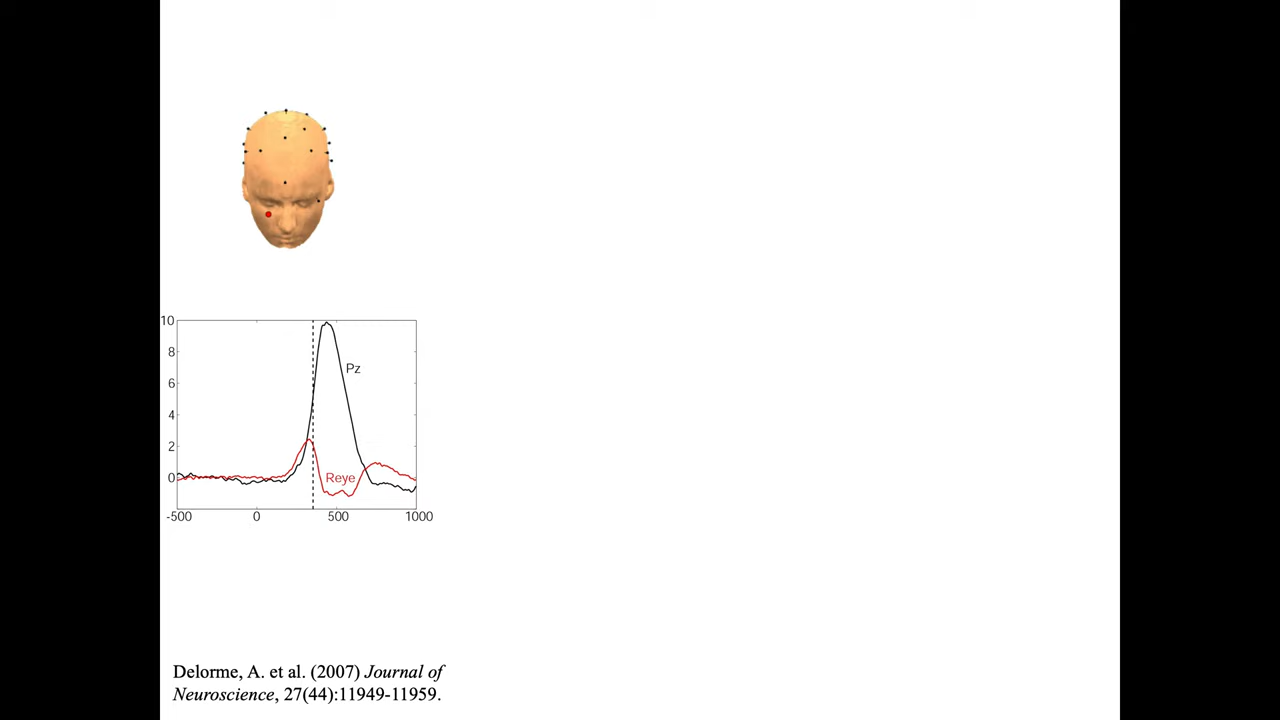 10
8
Pz
6
4
2
Reye
0
-500 0 500 1000
Delorme, A. et al. (2007) Journal of
Neuroscience, 27(44):11949-11959.